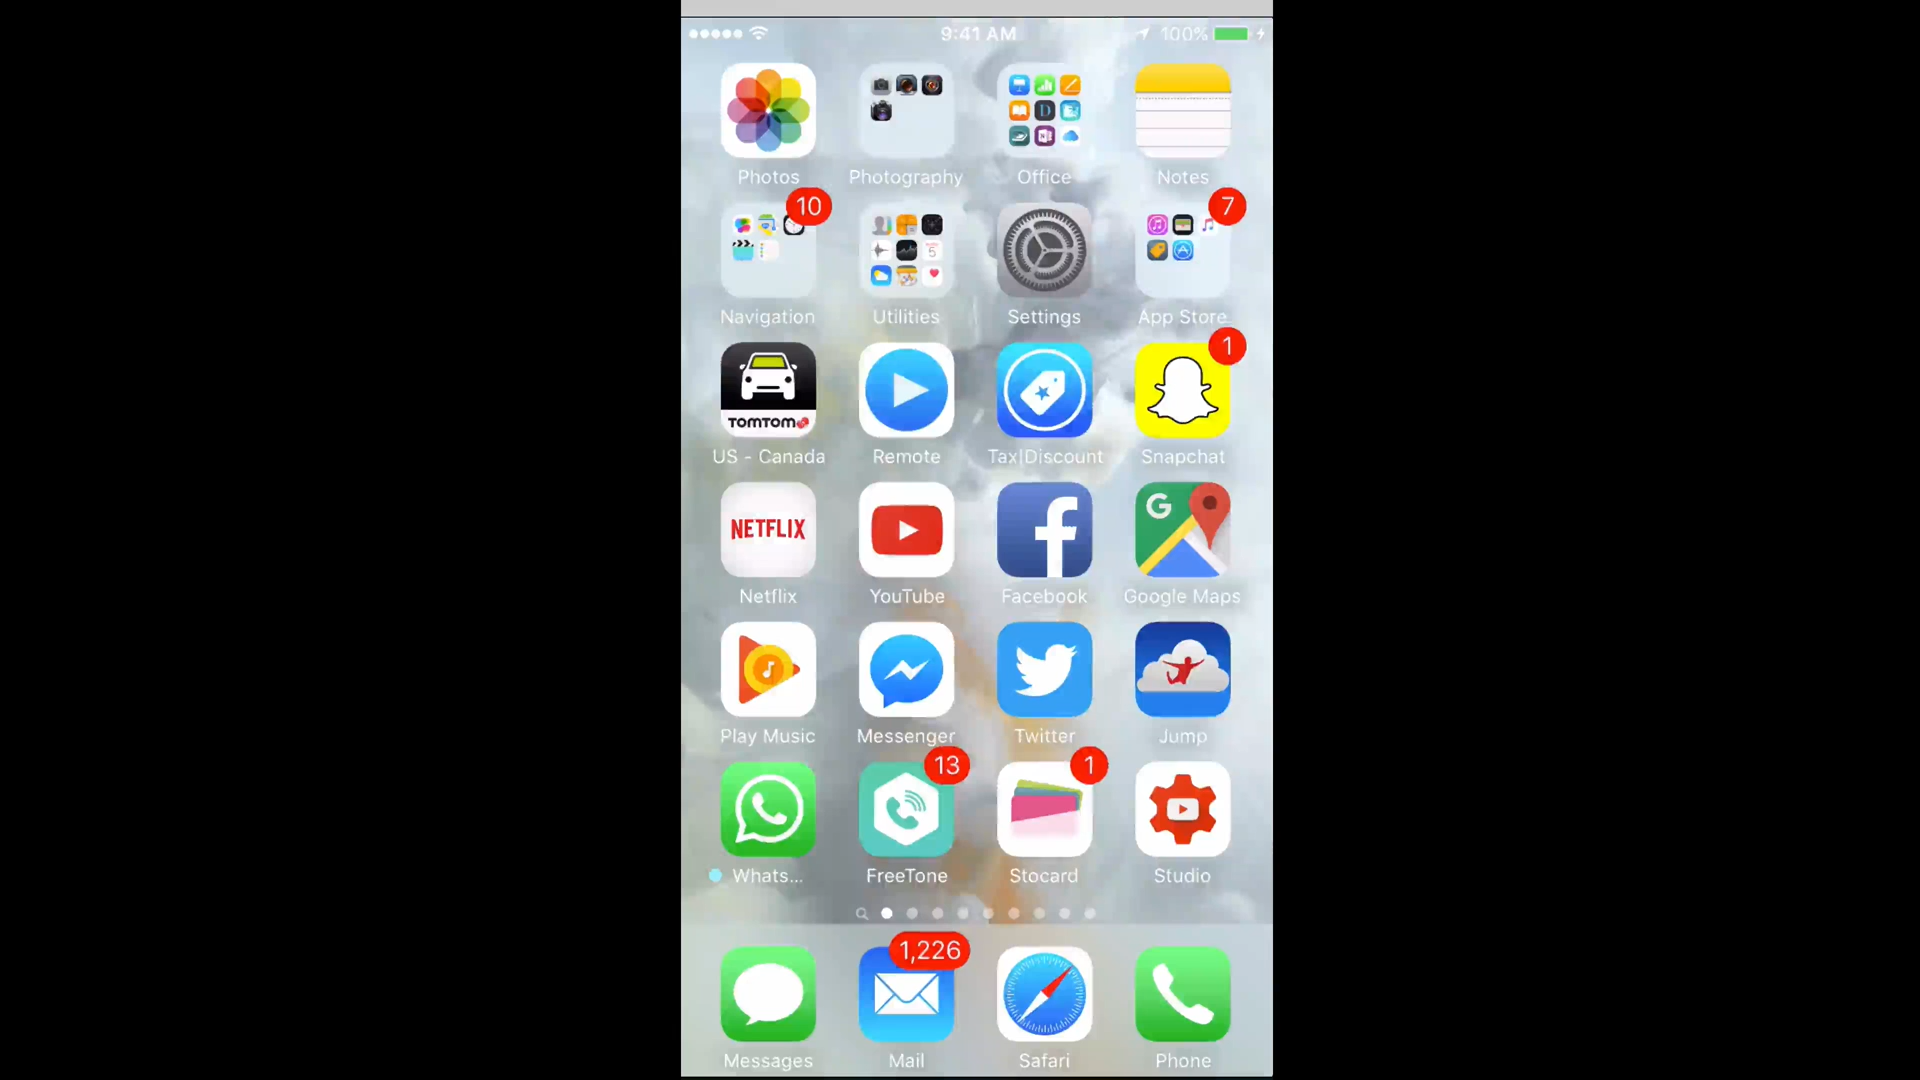 9:41 AM 100%
Photos Photography Office Notes
10 7
Navigation Utilities Settings App Store
1
TOMTOM
US - Canada Remote Tax|Discount Snapchat
NETFLIX
G
Netflix YouTube Facebook Google Maps
Play Music Messenger Twitter Jump
13 1
Whats... FreeTone Stocard Studio
1,226
Messages Mail Safari Phone